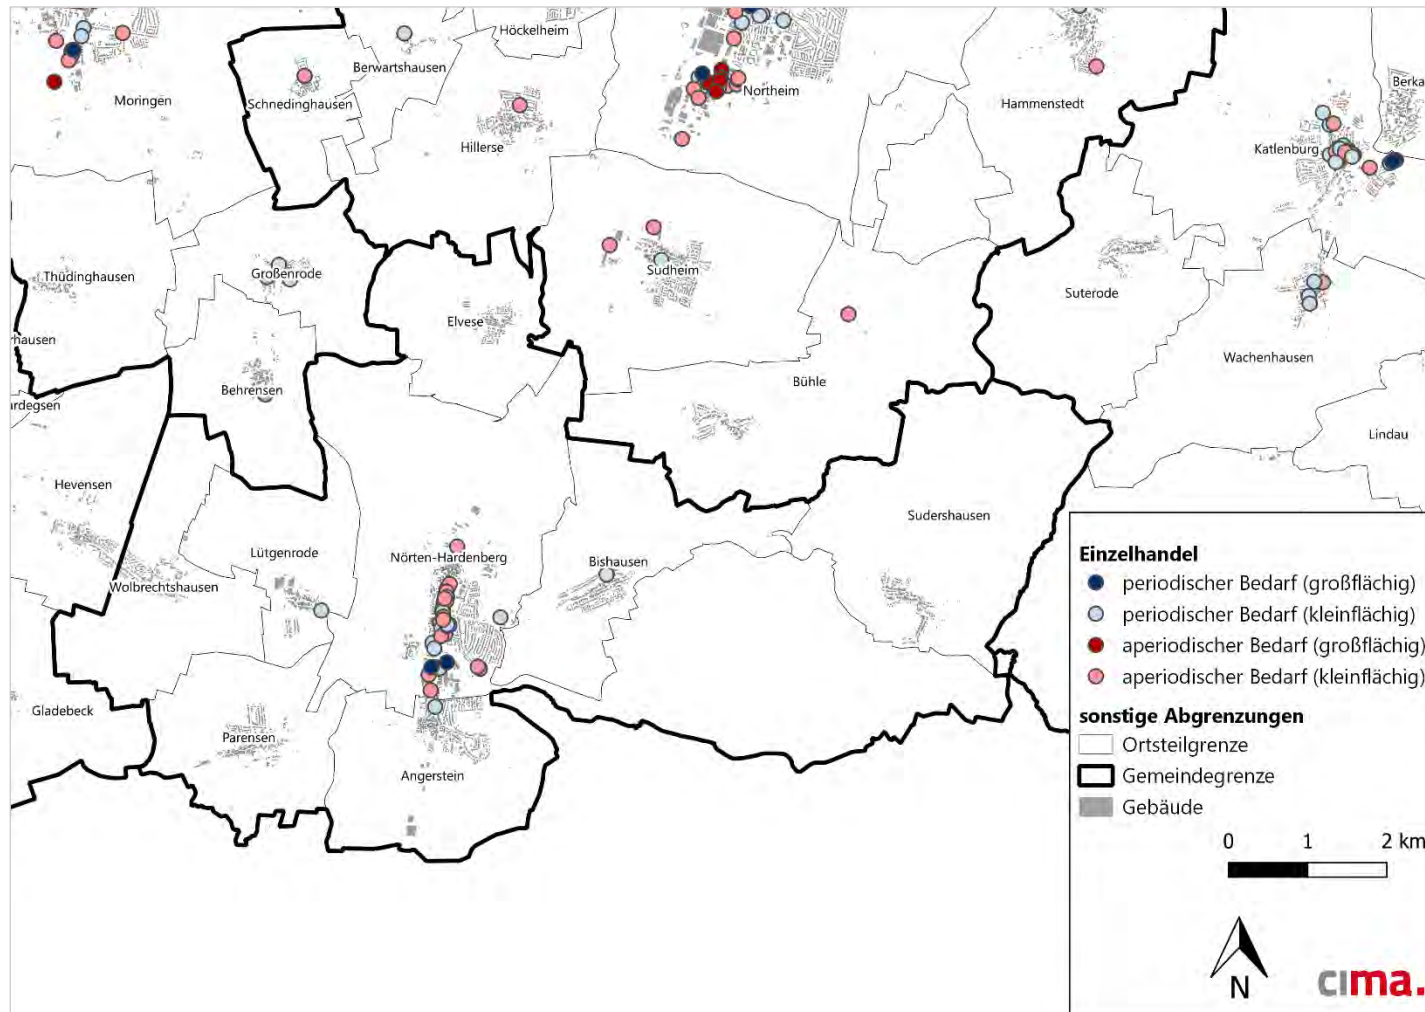 Höckelheim
Berwartshausen
Schnedinghausen
Moringen
Northeim
Hammenstedt
Berka
Hillerse
Katlenburg
Thüdinghausen
Großenrode
Sudheim
Suterode
Elvese
rhausen
Wachenhausen
Bühle
Behrensen
ardegsen
Lindau
Hevensen
Sudershausen
Lütgenrode
Nörten-Hardenberg
Bishausen
Wolbrechtshausen
Gladebeck
Parensen
Angerstein
Einzelhandel
periodischer Bedarf (großflächig)
periodischer Bedarf (kleinflächig)
aperiodischer Bedarf (großflächig)
aperiodischer Bedarf (kleinflächig)
sonstige Abgrenzungen
Ortsteilgrenze
Gemeindegrenze
Gebäude
0 1 2 km
N
cima.